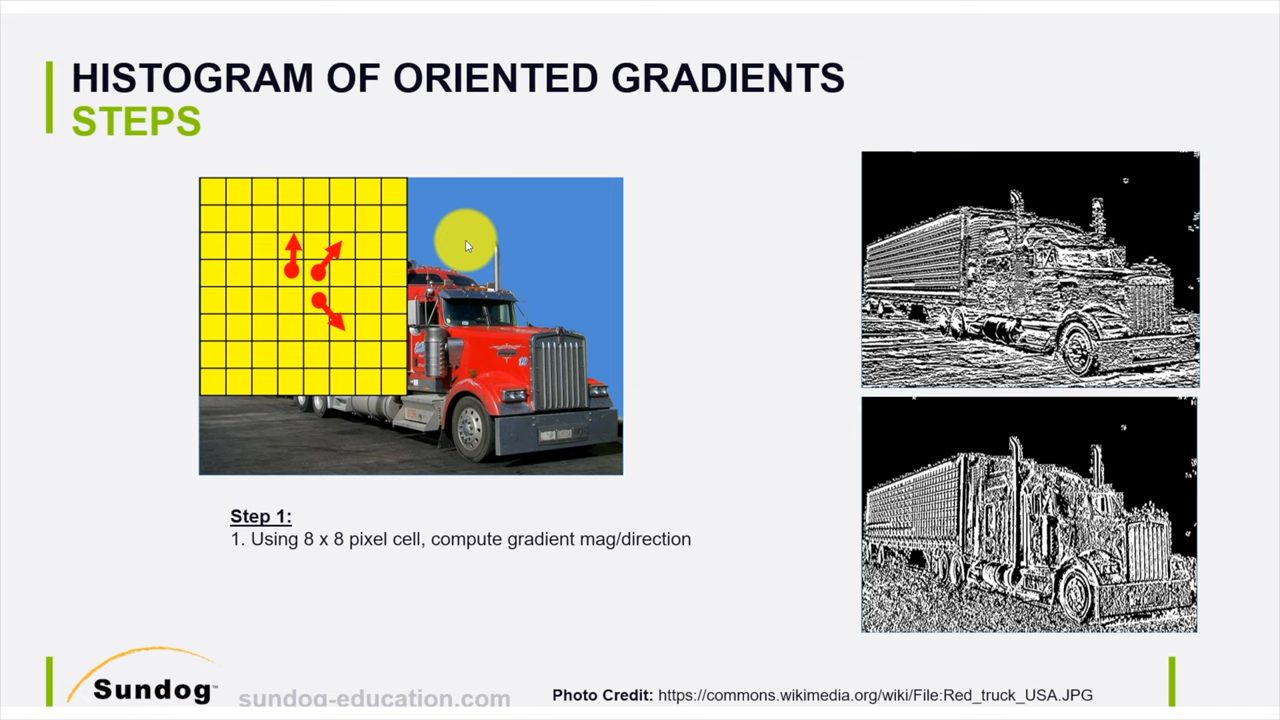 HISTOGRAM OF ORIENTED GRADIENTS
STEPS
Step 1:
1. Using 8 x 8 pixel cell, compute gradient mag/direction
Sundog™
sundog-education.com
Photo Credit: https://commons.wikimedia.org/wiki/File:Red_truck_USA.JPG